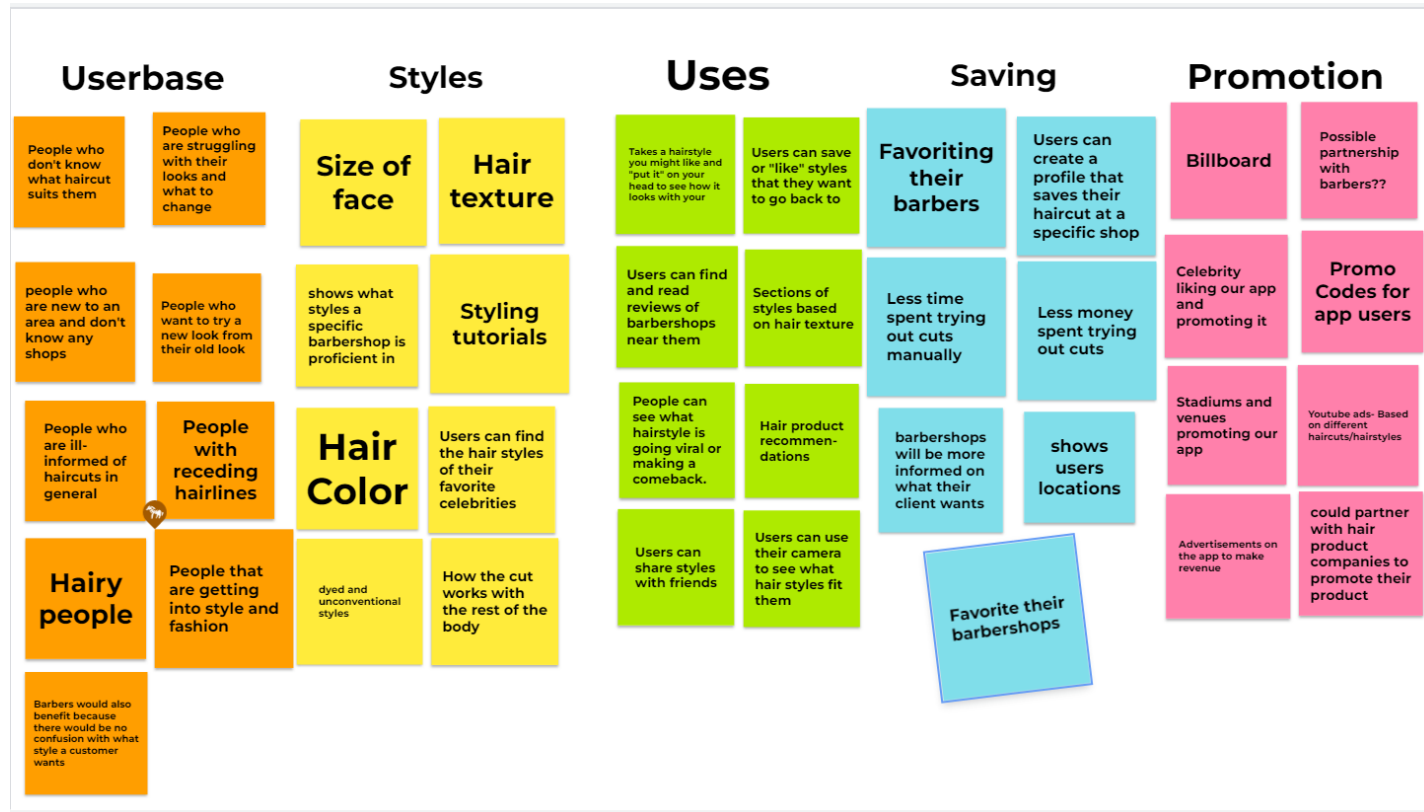 Userbase
People who
don't know
what haircut
suits them
People who
are struggling
with their
looks and
what to
change
people who
are new to an
area and don't
know any
shops
People who
want to try a
new look from
their old look
People who
are ill-
informed of
haircuts in
general
People
with
receding
hairlines
Hairy
people
People that
are getting
into style and
fashion
Barbers would also
benefit because
there would be no
confusion with what
style a customer
wants
Styles
Size of
face
Hair
texture
shows what
styles a
specific
barbershop is
proficient in
Styling
tutorials
Hair
Color
Users can find
the hair styles
of their
favorite
celebrities
dyed and
unconventional
styles
How the cut
works with
the rest of the
body
Uses
Takes a hairstyle
you might like and
"put it" on your
head to see how it
looks with your
Users can save
or "like" styles
that they want
to go back to
Users can find
and read
reviews of
barbershops
near them
Sections of
styles based
on hair texture
People can
see what
hairstyle is
going viral or
making a
comeback.
Hair product
recommen-
dations
Users can
share styles
with friends
Users can use
their camera
to see what
hair styles fit
them
Saving
Favoriting
their
barbers
Users can
create a
profile that
saves their
haircut at a
specific shop
Less time
spent trying
out cuts
manually
Less money
spent trying
out cuts
barbershops
will be more
informed on
what their
client wants
shows
users
locations
Favorite their
barbershops
Promotion
Billboard
Possible
partnership
with
barbers??
Celebrity
liking our app
and
promoting it
Promo
Codes for
app users
Stadiums and
venues
promoting our
app
Youtube ads- Based
on different
haircuts/hairstyles
Advertisements on
the app to make
revenue
could partner
with hair
product
companies to
promote their
product